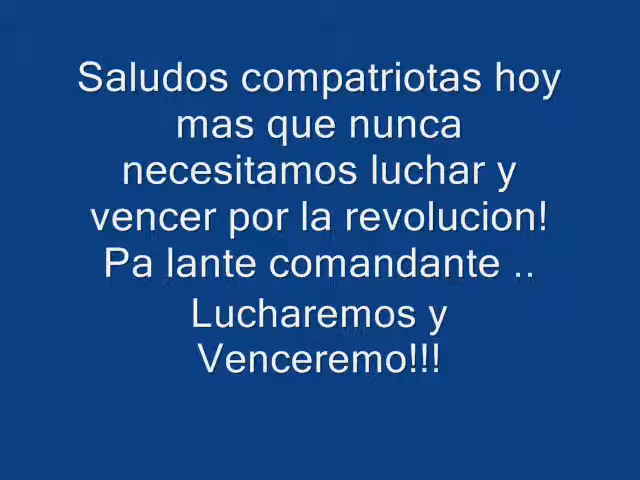 Saludos compatriotas hoy
mas que nunca
necesitamos luchar y
vencer por la revolucion!
Pa lante comandante ..
Lucharemos y
Venceremo!!!